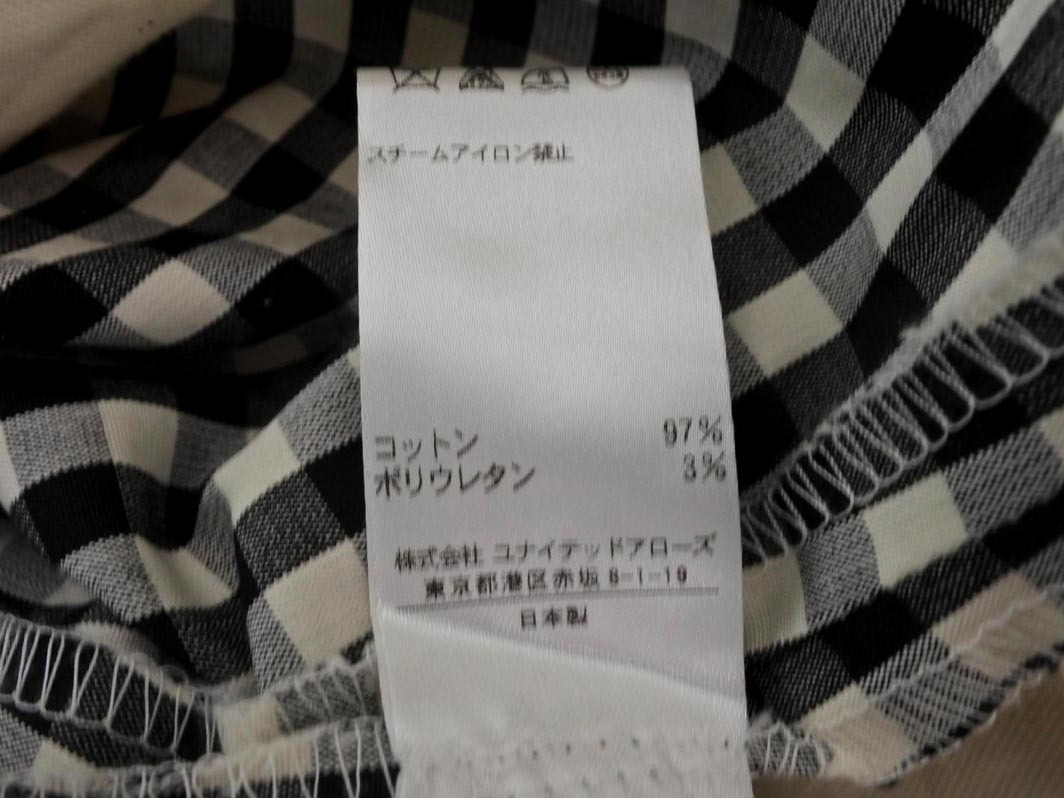 スチームアイロン禁止
コットン 97%
ポリウレタン 3%
株式会社 ユナイテッドアローズ
東京都港区赤坂 8-1-19
日本製